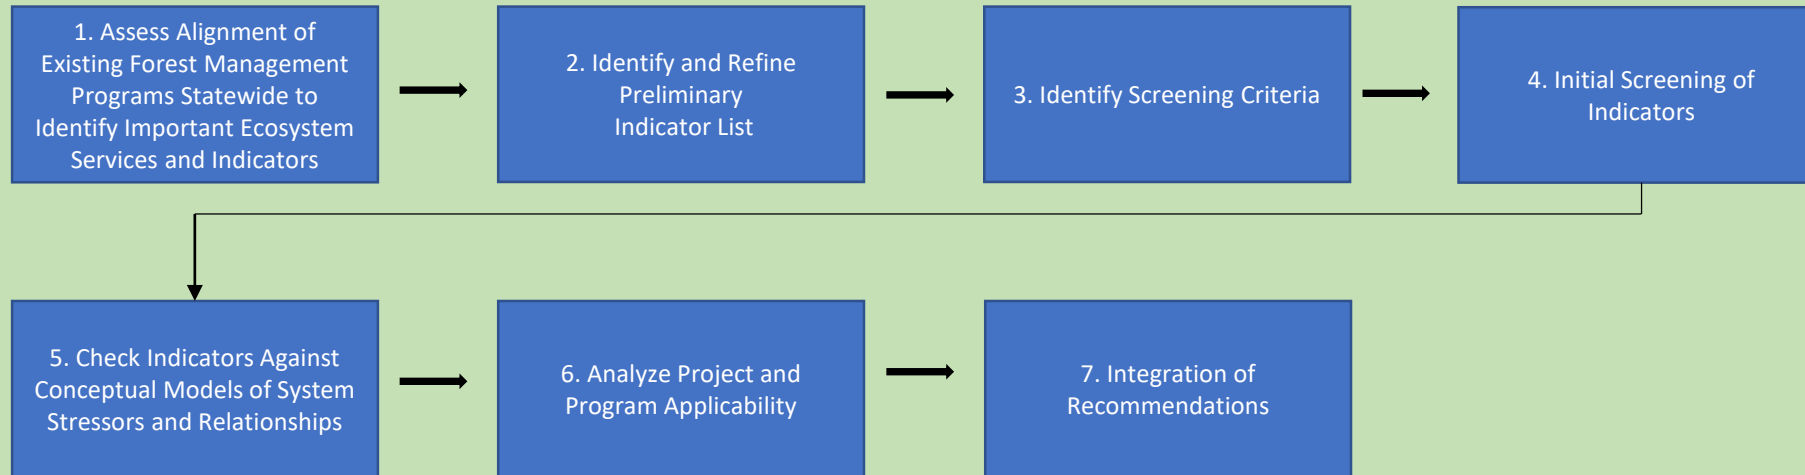 1. Assess Alignment of
Existing Forest Management
Programs Statewide to
Identify Important Ecosystem
Services and Indicators
2. Identify and Refine
Preliminary
Indicator List
3. Identify Screening Criteria
4. Initial Screening of
Indicators
5. Check Indicators Against
Conceptual Models of System
Stressors and Relationships
6. Analyze Project and
Program Applicability
7. Integration of
Recommendations